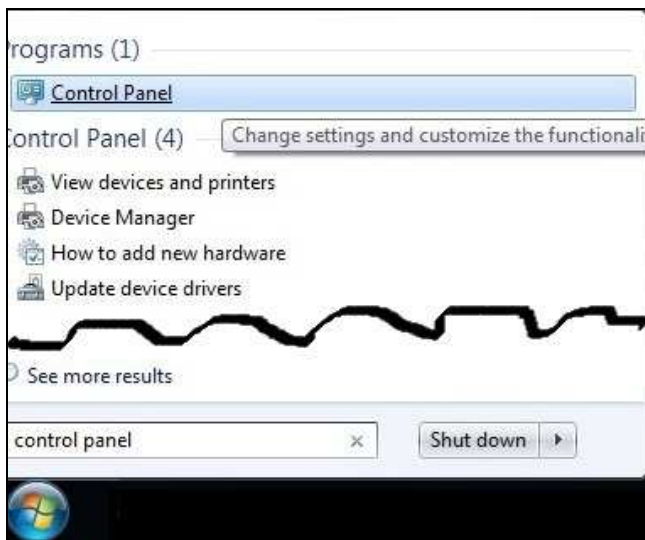 Programs (1)
Control Panel
Control Panel (4)
Change settings and customize the functionali
View devices and printers
Device Manager
How to add new hardware
Update device drivers
See more results
control panel
Shut down